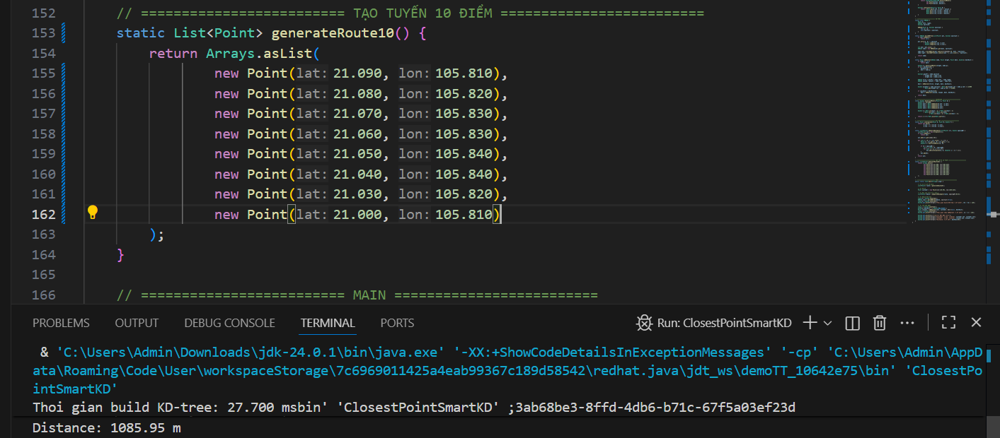 152 // ========================= TẠO TUYẾN 10 ĐIỂM =========================
153 static List<Point> generateRoute10() {
154 return Arrays.asList(
155 new Point(lat: 21.090, lon: 105.810),
156 new Point(lat: 21.080, lon: 105.820),
157 new Point(lat: 21.070, lon: 105.830),
158 new Point(lat: 21.060, lon: 105.830),
159 new Point(lat: 21.050, lon: 105.840),
160 new Point(lat: 21.040, lon: 105.840),
161 new Point(lat: 21.030, lon: 105.820),
162 new Point(lat: 21.000, lon: 105.810)
163 );
164 }
165
166 // ========================= MAIN =========================
PROBLEMS OUTPUT DEBUG CONSOLE TERMINAL PORTS Run: ClosestPointSmartKD
& 'C:\Users\Admin\Downloads\jdk-24.0.1\bin\java.exe' '-XX:+ShowCodeDetailsInExceptionMessages' '-cp' 'C:\Users\Admin\AppD
ata\Roaming\Code\User\workspaceStorage\7c6969011425a4eab99367c189d58542\redhat.java\jdt_ws\demoTT_10642e75\bin' 'ClosestPo
intSmartKD'
Thoi gian build KD-tree: 27.700 msbin' 'ClosestPointSmartKD' ;3ab68be3-8ffd-4db6-b71c-67f5a03ef23d
Distance: 1085.95 m